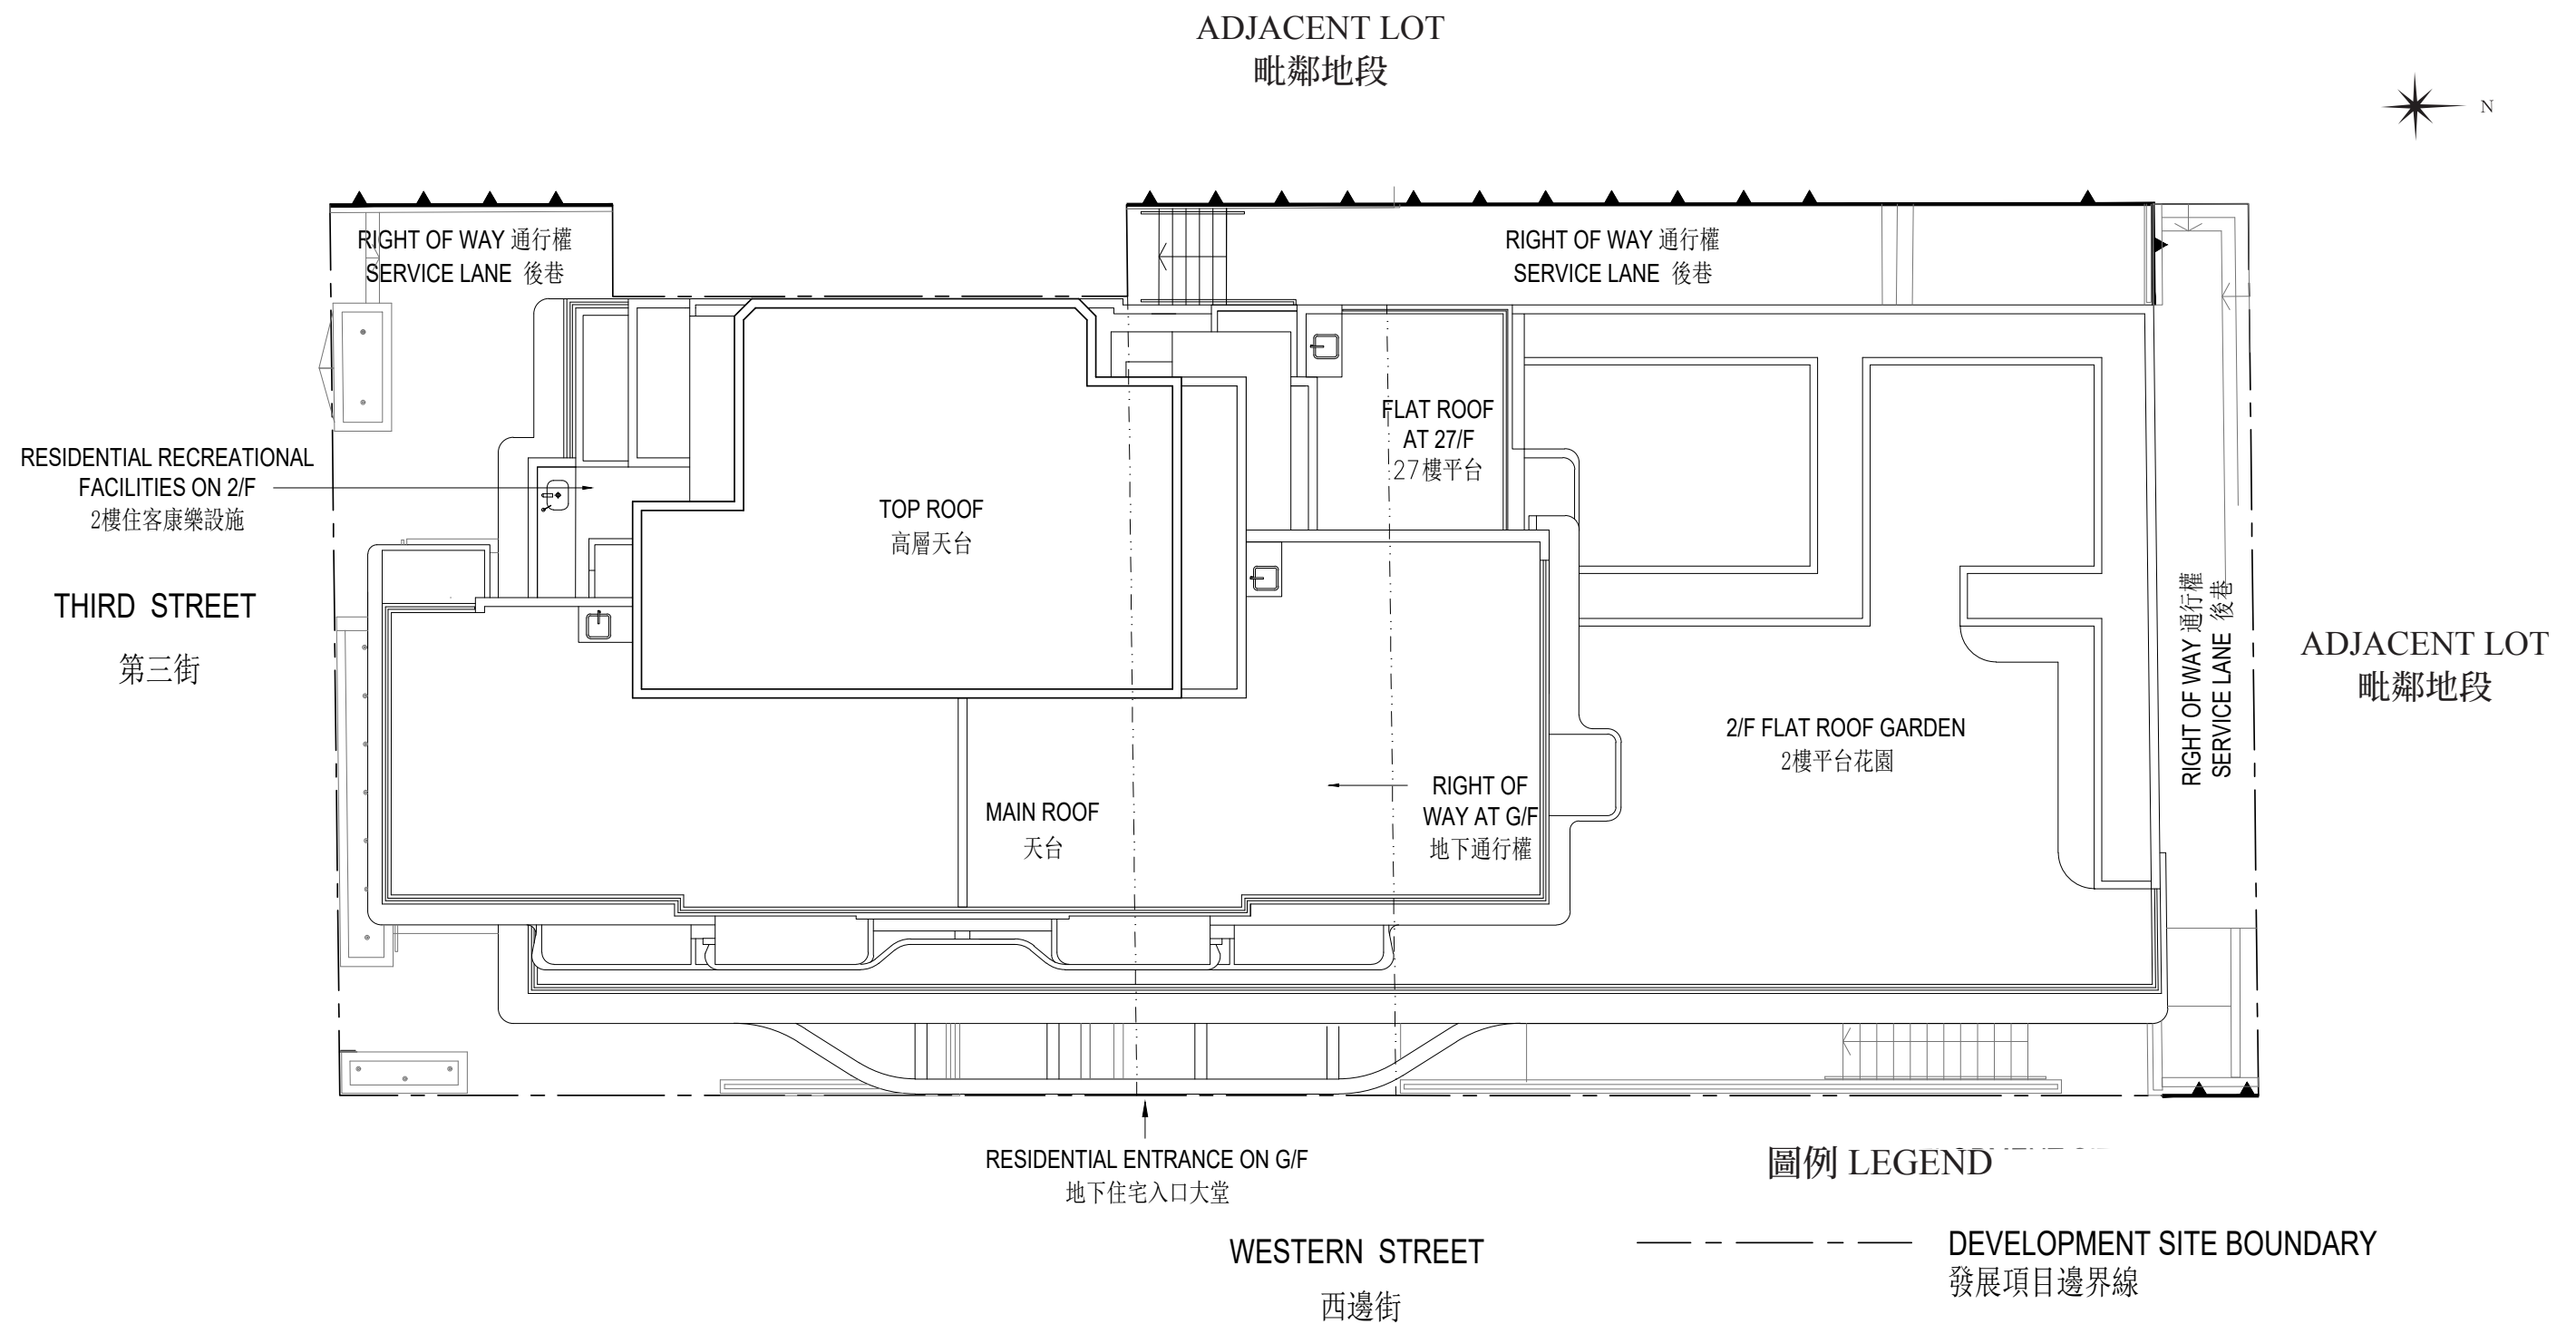 ADJACENT LOT
毗鄰地段
N
RIGHT OF WAY 通行權
SERVICE LANE 後巷
RIGHT OF WAY 通行權
SERVICE LANE 後巷
FLAT ROOF
AT 27/F
27樓平台
RESIDENTIAL RECREATIONAL
FACILITIES ON 2/F
2樓住客康樂設施
TOP ROOF
高層天台
THIRD STREET
第三街
RIGHT OF WAY 通行權
SERVICE LANE 後巷
ADJACENT LOT
毗鄰地段
2/F FLAT ROOF GARDEN
2樓平台花園
RIGHT OF
WAY AT G/F
地下通行權
MAIN ROOF
天台
RESIDENTIAL ENTRANCE ON G/F
地下住宅入口大堂
圖例 LEGEND
WESTERN STREET
西邊街
DEVELOPMENT SITE BOUNDARY
發展項目邊界線